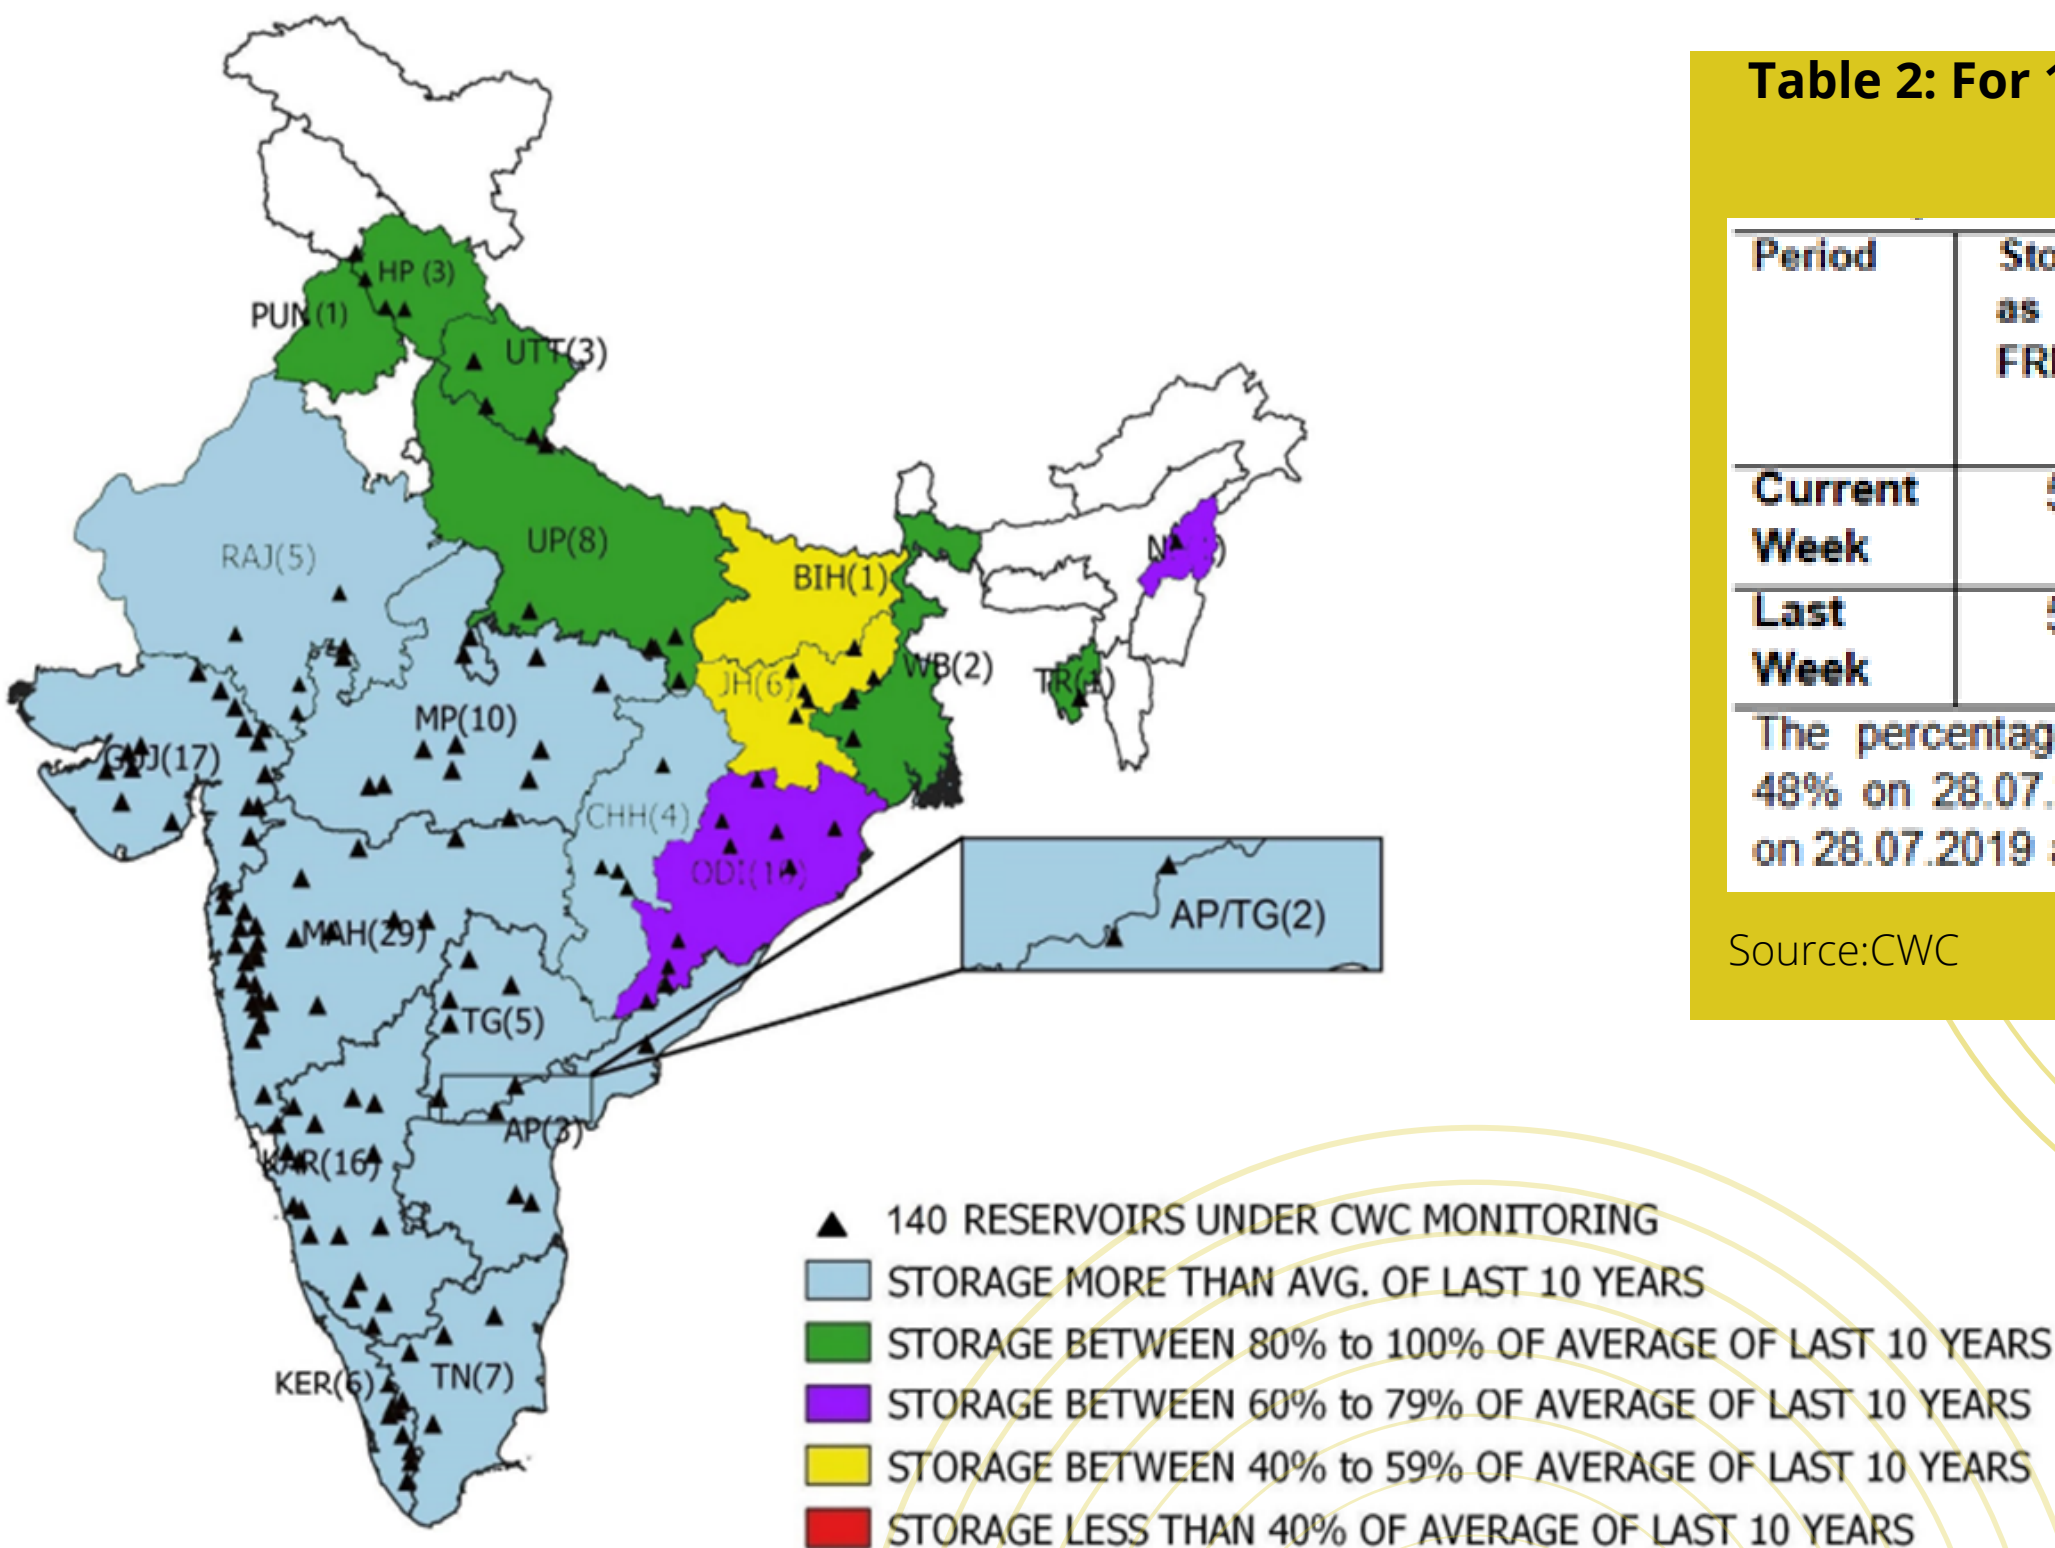 HP (3)
PUN(1)
UTT(3)
RAJ(5)
UP(8)
BIH(1)
JH(6)
WB(2)
TR(1)
MP(10)
GUJ(17)
CHH(4)
ODI(10)
MAH(29)
TG(5)
AP/TG(2)
AP(3)
KAR(16)
KER(6)
TN(7)
140 RESERVOIRS UNDER CWC MONITORING
STORAGE MORE THAN AVG. OF LAST 10 YEARS
STORAGE BETWEEN 80% to 100% OF AVERAGE OF LAST 10 YEARS
STORAGE BETWEEN 60% to 79% OF AVERAGE OF LAST 10 YEARS
STORAGE BETWEEN 40% to 59% OF AVERAGE OF LAST 10 YEARS
STORAGE LESS THAN 40% OF AVERAGE OF LAST 10 YEARS
Table 2: For
Period
as
Current
Week
Last
Week
The percentag
48% on 28.07.
on 28.07.2019
Source:CWC